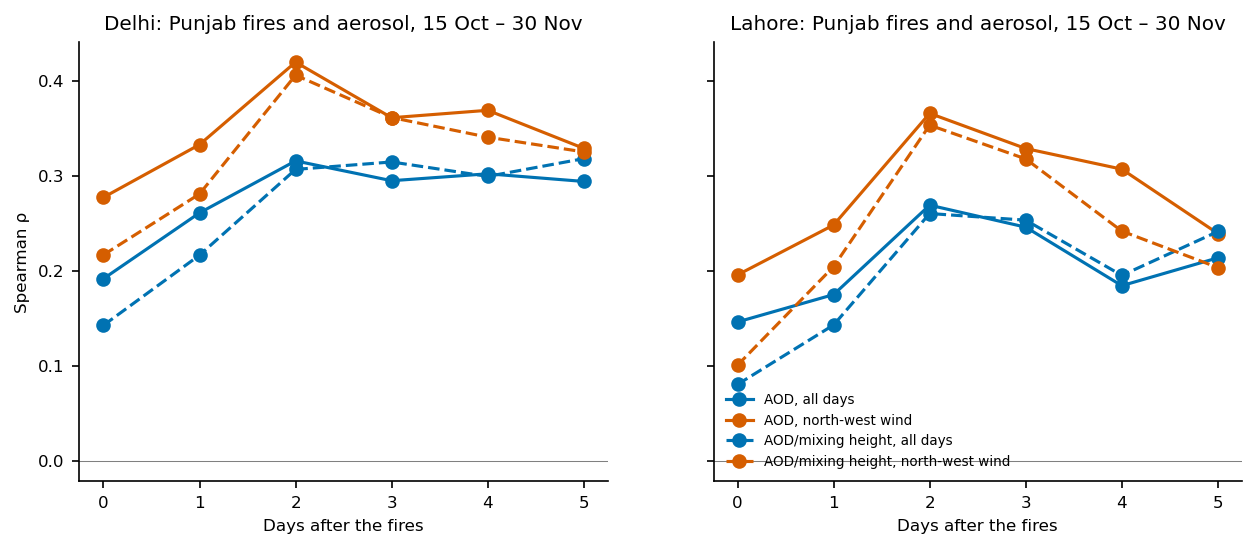 Delhi: Punjab fires and aerosol, 15 Oct – 30 Nov
Spearman ρ
0.4
0.3
0.2
0.1
0.0
0 1 2 3 4 5
Days after the fires
Lahore: Punjab fires and aerosol, 15 Oct – 30 Nov
AOD, all days
AOD, north-west wind
AOD/mixing height, all days
AOD/mixing height, north-west wind
0 1 2 3 4 5
Days after the fires